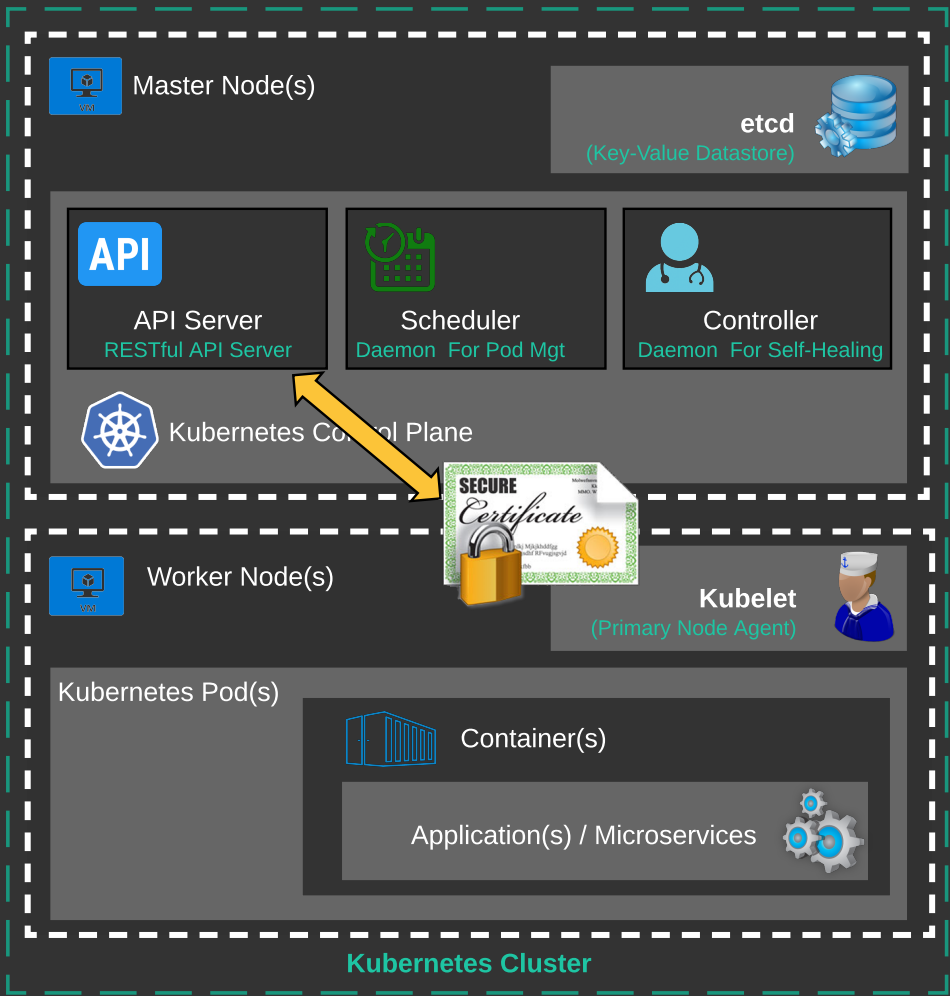 VM
Master Node(s)
etcd
(Key-Value Datastore)
API
API Server
RESTful API Server
Scheduler
Daemon For Pod Mgt
Controller
Daemon For Self-Healing
Kubernetes Control Plane
SECURE
Certificate
VM
Worker Node(s)
Kubelet
(Primary Node Agent)
Kubernetes Pod(s)
Container(s)
Application(s) / Microservices
Kubernetes Cluster